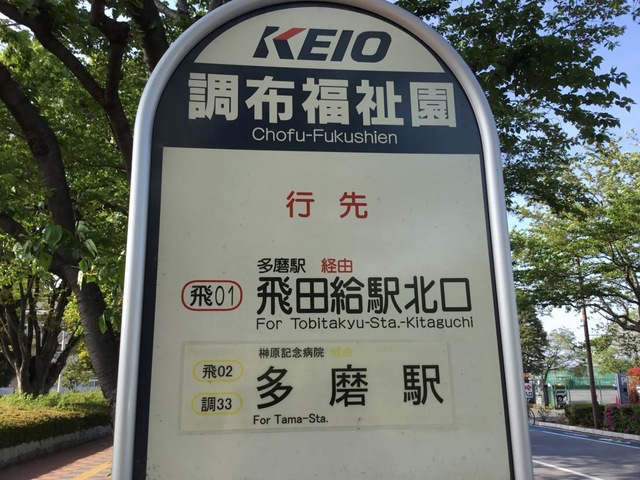 KEIO
調布福祉園
Chofu-Fukushien
行先
多磨駅 経由
飛01 飛田給駅北口
For Tobitakyu-Sta.-Kitaguchi
榊原記念病院 経由
飛02
調33
多磨駅
For Tama-Sta.